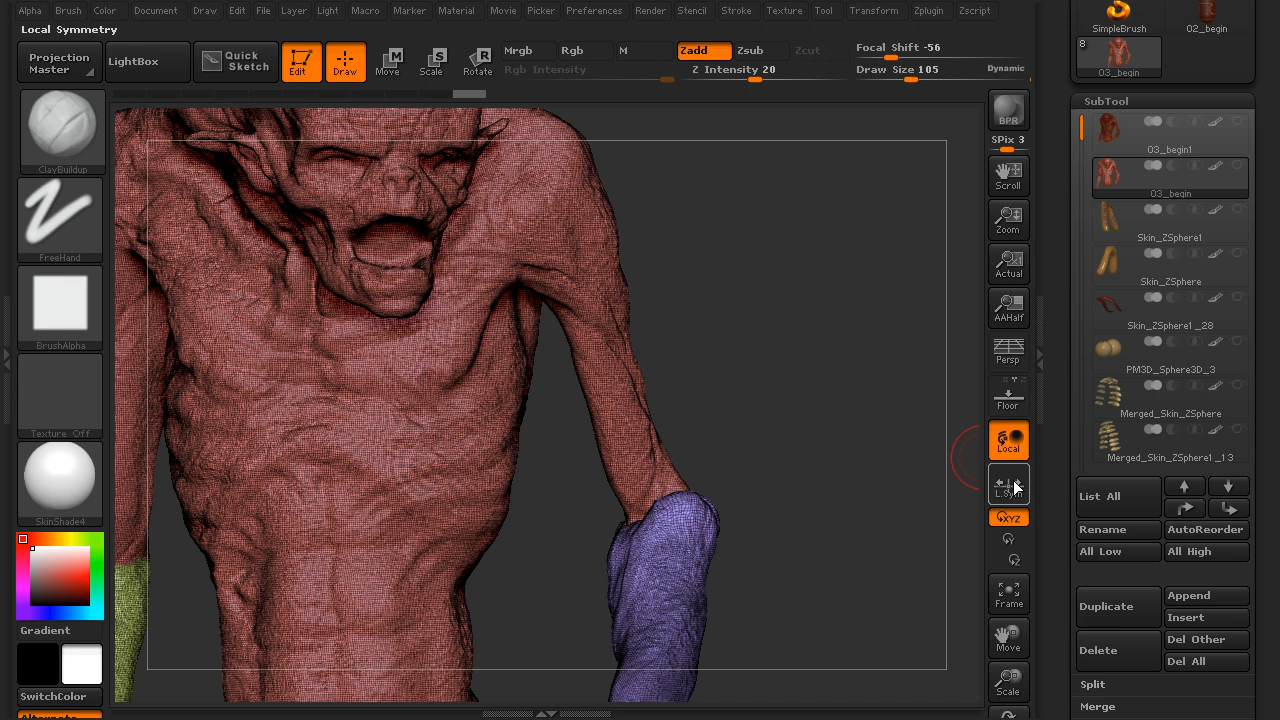 Alpha Brush Color Document Draw Edit File Layer Light Macro Marker Material Movie Picker Preferences Render Stencil Stroke Texture Tool Transform Zplugin Zscript
Local Symmetry
Projection
Master
LightBox
Quick
Sketch
Edit
Draw
Move
Scale
Rotate
Mrgb Rgb M Zadd Zsub Zcut
Rgb Intensity
Z Intensity 20
Focal Shift -56
Draw Size 105
Dynamic
ClayBuildup
FreeHand
BrushAlpha
Texture Off
SkinShade4
Gradient
SwitchColor
Alternate
BPR
SPix 3
Scroll
Zoom
Actual
AAHalf
Persp
Floor
Local
L.Sym
XYZ
Y
Z
Frame
Move
Scale
SimpleBrush
02_begin
8
03_begin
SubTool
03_begin1
03_begin
Skin_ZSphere1
Skin_ZSphere
Skin_ZSphere1_28
PM3D_Sphere3D_3
Merged_Skin_ZSphere
Merged_Skin_ZSphere1_13
List All
Rename AutoReorder
All Low All High
Duplicate
Append
Insert
Delete
Del Other
Del All
Split
Merge